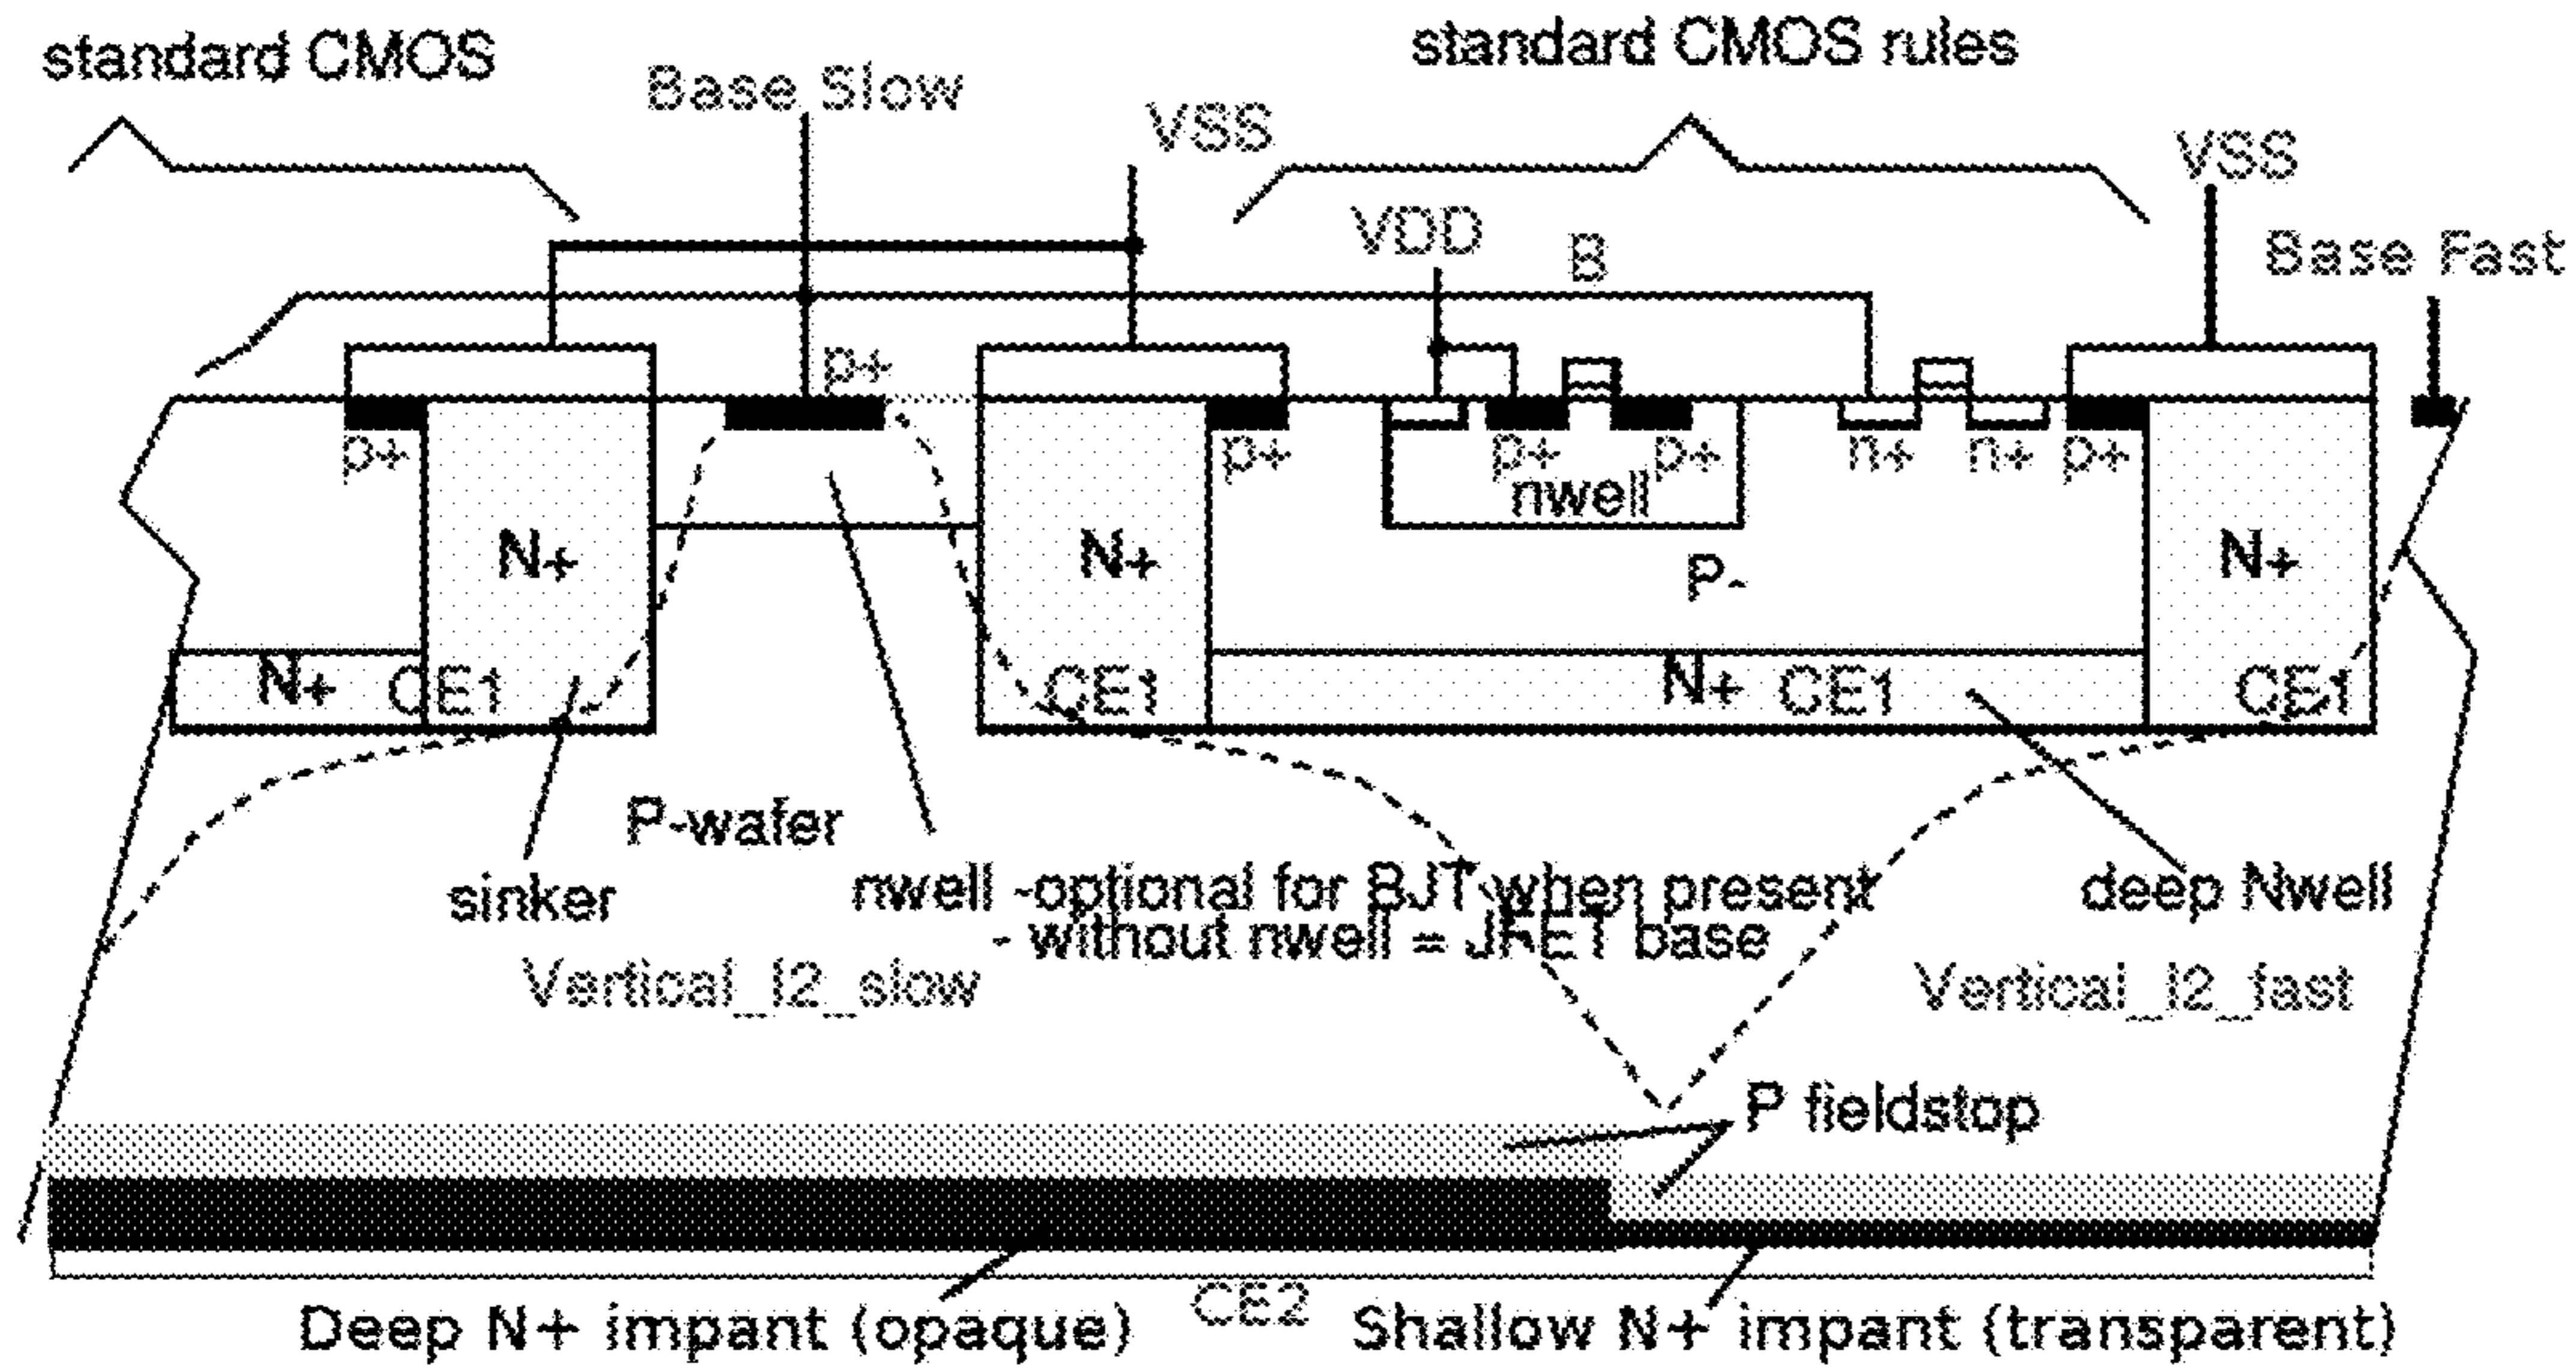 standard CMOS
standard CMOS rules
Base Slow
VSS
VSS
VDD
B
Base Fast
p+
p+
p+
p+
p+
n+
n+
p+
nwell
N+
N+
N+
P-
N+
CE1
CE1
N+
CE1
CE1
P-wafer
sinker
nwell -optional for BJT when present
- without nwell = JFET base
deep Nwell
Vertical_I2_slow
Vertical_I2_fast
P fieldstop
CE2
Deep N+ impant (opaque)
Shallow N+ impant (transparent)